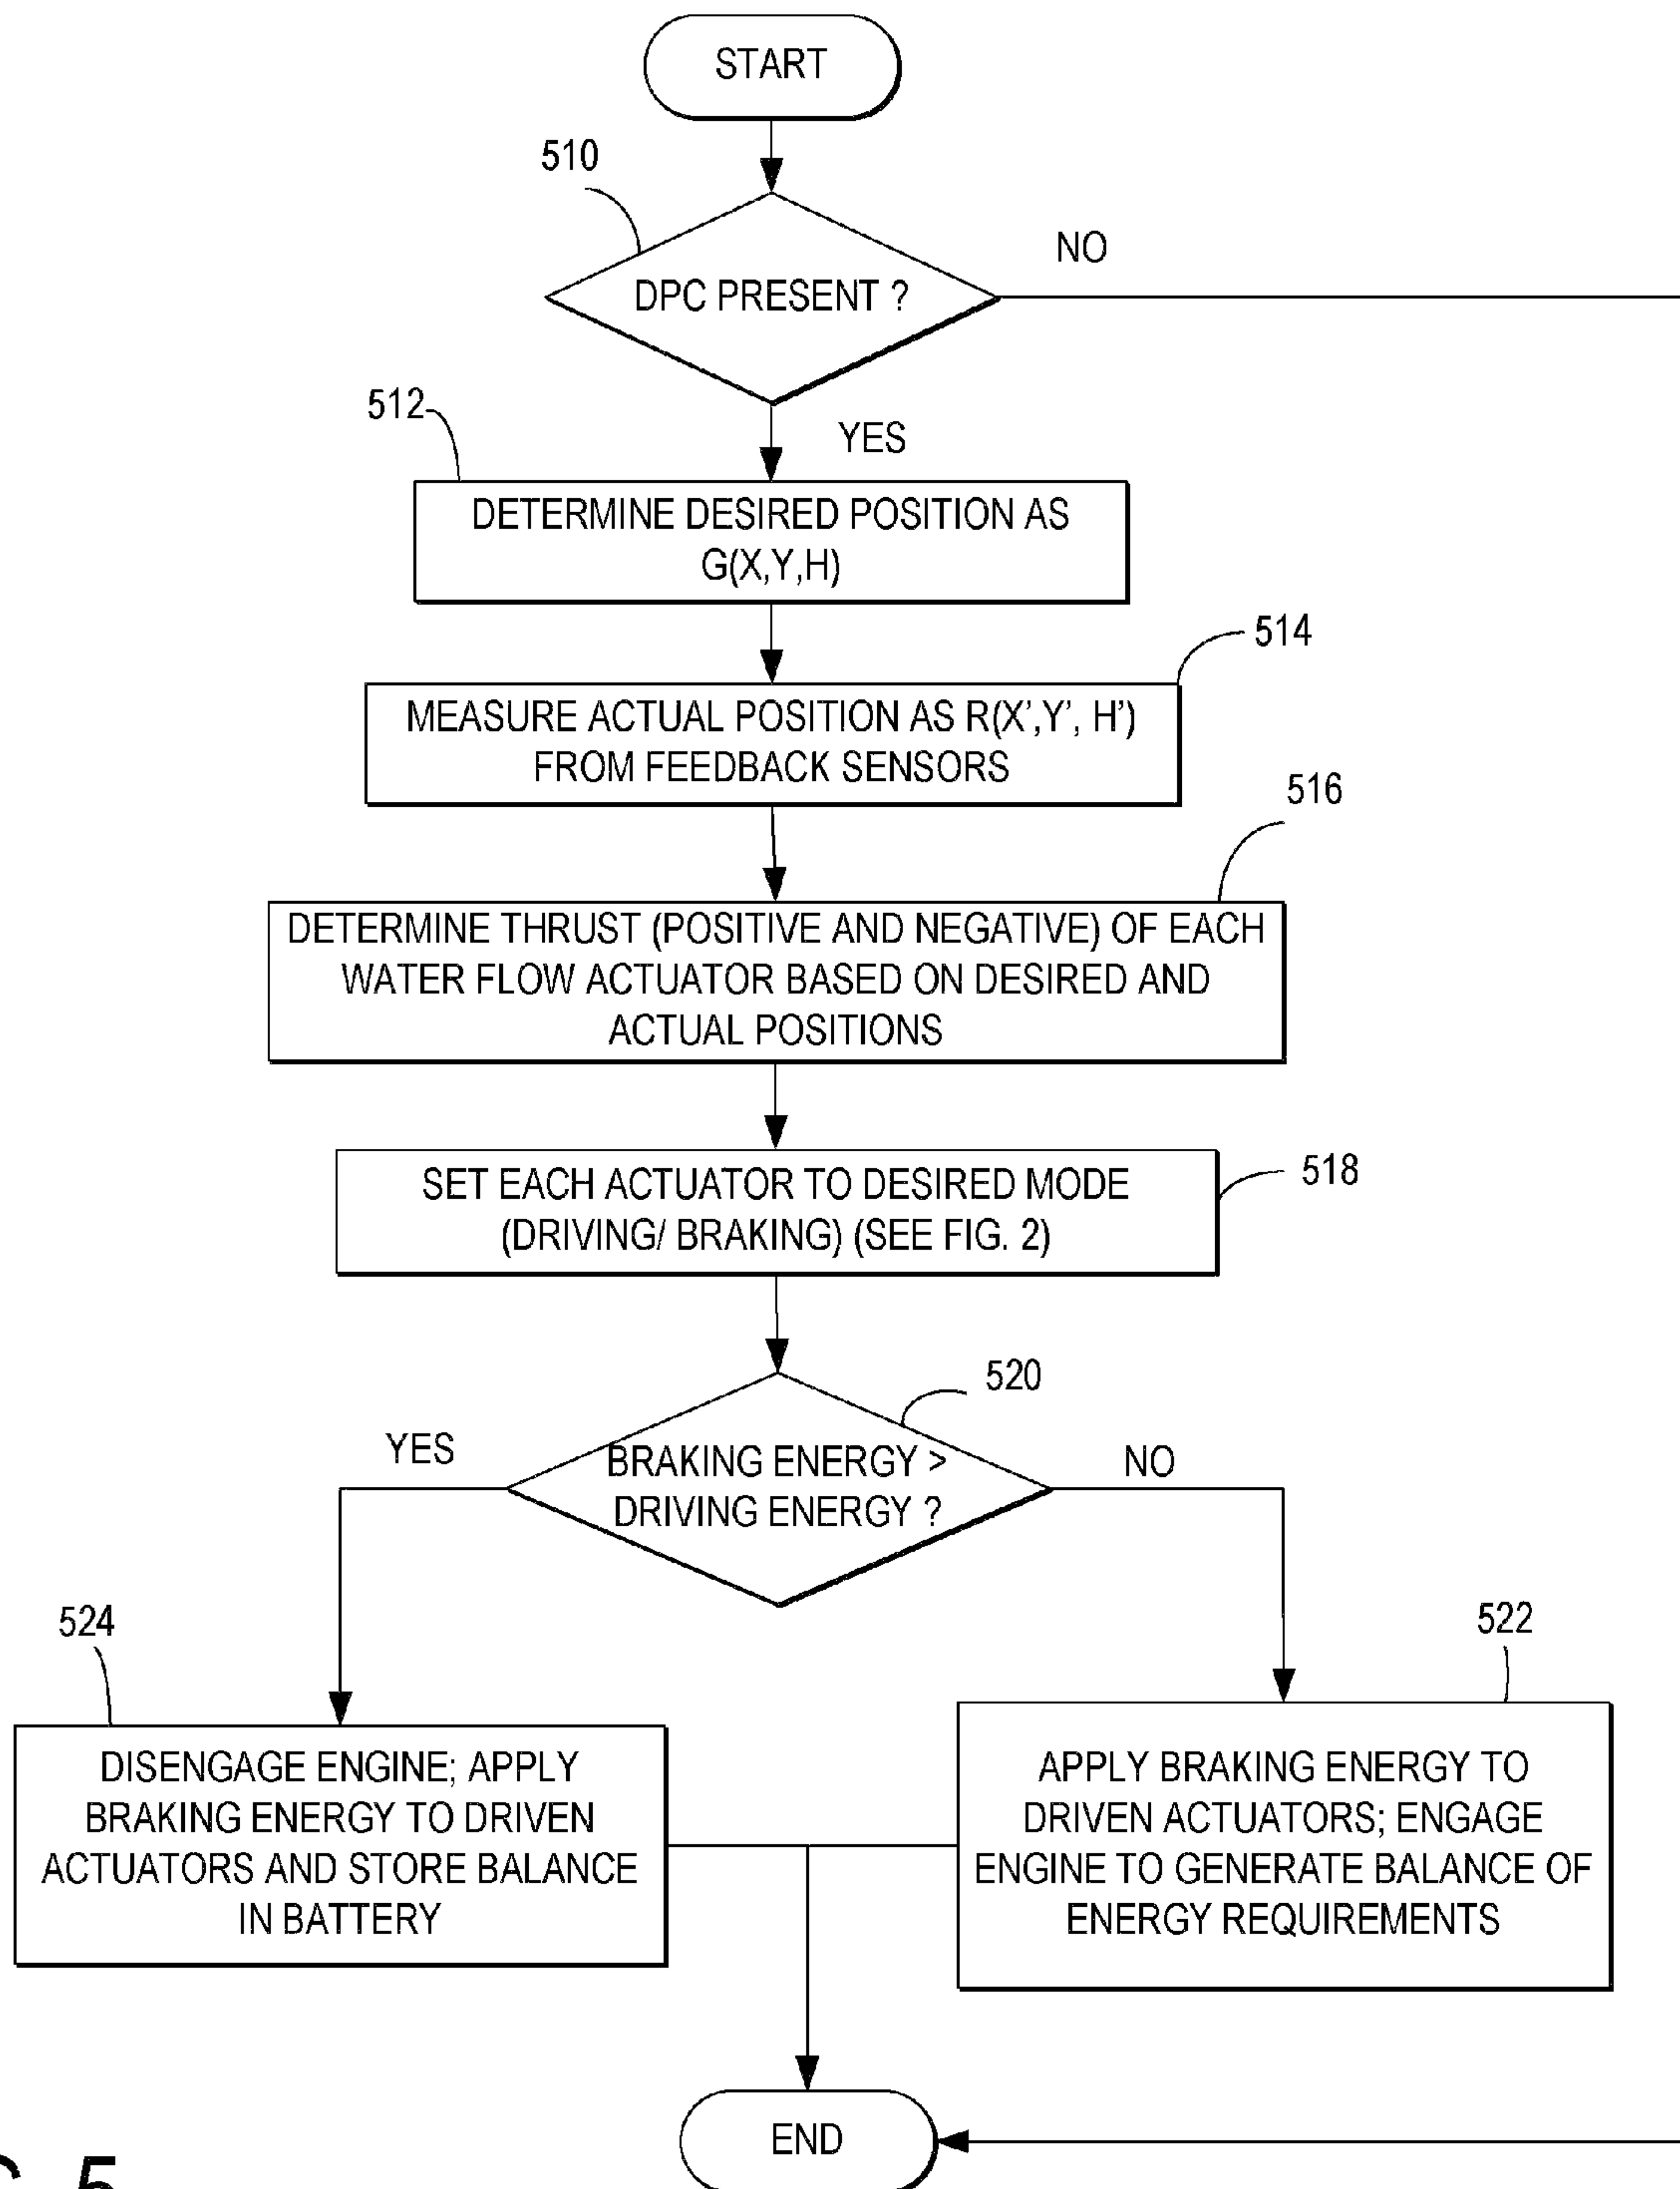 START
510
DPC PRESENT ?
NO
512
YES
DETERMINE DESIRED POSITION AS
G(X,Y,H)
514
MEASURE ACTUAL POSITION AS R(X',Y', H')
FROM FEEDBACK SENSORS
516
DETERMINE THRUST (POSITIVE AND NEGATIVE) OF EACH
WATER FLOW ACTUATOR BASED ON DESIRED AND
ACTUAL POSITIONS
518
SET EACH ACTUATOR TO DESIRED MODE
(DRIVING/ BRAKING) (SEE FIG. 2)
520
YES
BRAKING ENERGY >
DRIVING ENERGY ?
NO
524
522
DISENGAGE ENGINE; APPLY
BRAKING ENERGY TO DRIVEN
ACTUATORS AND STORE BALANCE
IN BATTERY
APPLY BRAKING ENERGY TO
DRIVEN ACTUATORS; ENGAGE
ENGINE TO GENERATE BALANCE OF
ENERGY REQUIREMENTS
END
5